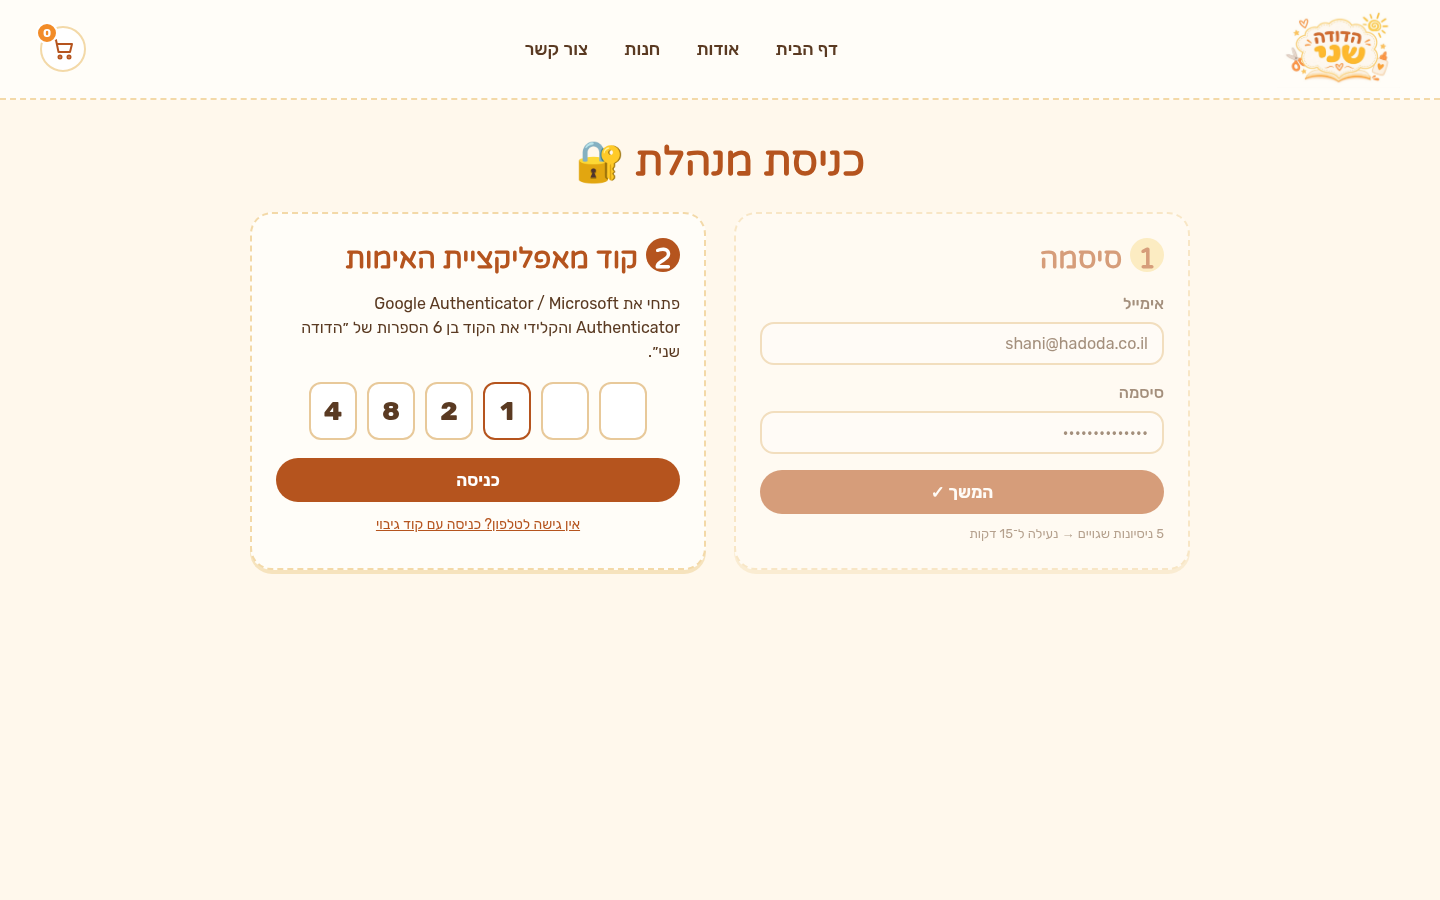 הדודה
שני
דף הבית
אודות
חנות
צור קשר
0
כניסת מנהלת 🔐
1 סיסמה
אימייל
shani@hadoda.co.il
סיסמה
••••••••••••••
המשך ✓
5 ניסיונות שגויים → נעילה ל־15 דקות
2 קוד מאפליקציית האימות
פתחי את Google Authenticator / Microsoft
Authenticator והקלידי את הקוד בן 6 הספרות של ״הדודה
שני״.
4 8 2 1
כניסה
אין גישה לטלפון? כניסה עם קוד גיבוי